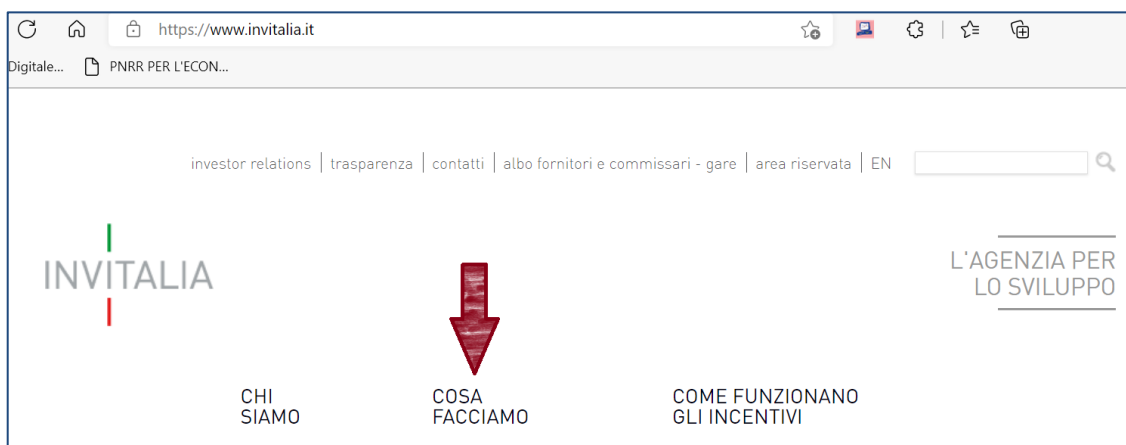 https://www.invitalia.it
Digitale... PNRR PER L'ECON...
investor relations | trasparenza | contatti | albo fornitori e commissari - gare | area riservata | EN
INVITALIA
L'AGENZIA PER
LO SVILUPPO
CHI
SIAMO
COSA
FACCIAMO
COME FUNZIONANO
GLI INCENTIVI